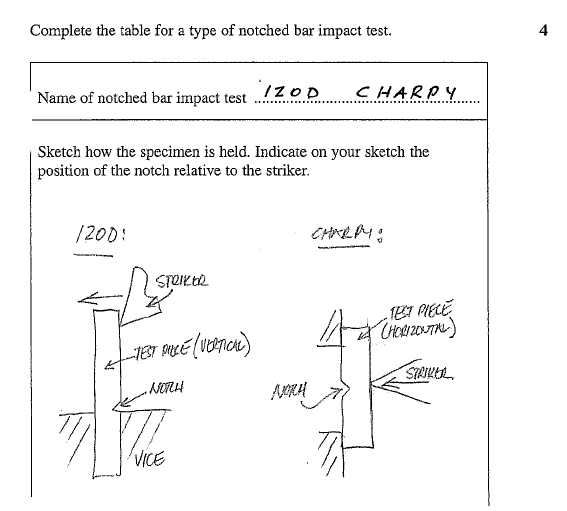 Complete the table for a type of notched bar impact test. 4
Name of notched bar impact test IZOD CHARPY
Sketch how the specimen is held. Indicate on your sketch the
position of the notch relative to the striker.
IZOD: CHARPY:
STRIKER
TEST PIECE
(HORIZONTAL)
TEST PIECE (VERTICAL)
STRIKER
NOTCH NOTCH
VICE